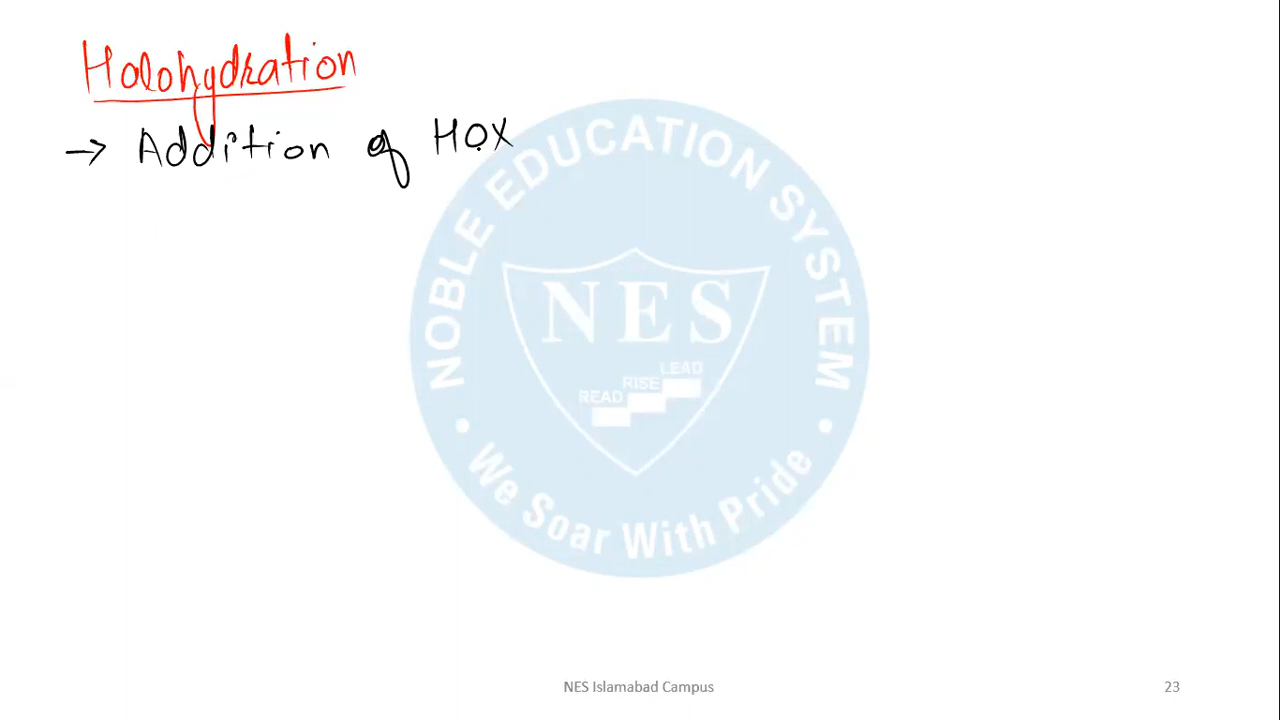 Halohydration
→ Addition of HOX
NOBLE EDUCATION SYSTEM
NES
LEAD
RISE
READ
• We Soar With Pride •
NES Islamabad Campus
23